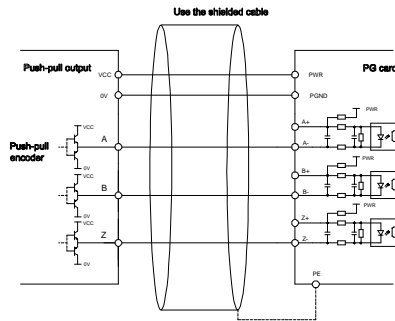 Use the shielded cable
Push-pull output
PG card
VCC
PWR
0V
PGND
PWR
A+
VCC
A
A-
Push-pull
encoder
0V
PWR
VCC
B+
B
B-
0V
PWR
VCC
Z+
Z
Z-
0V
PE